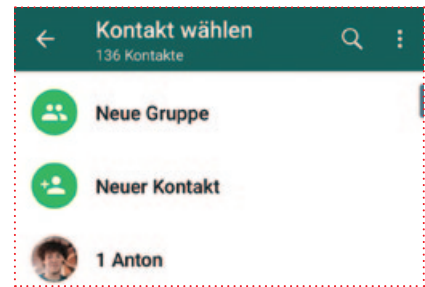 Kontakt wählen
136 Kontakte
Neue Gruppe
Neuer Kontakt
1 Anton